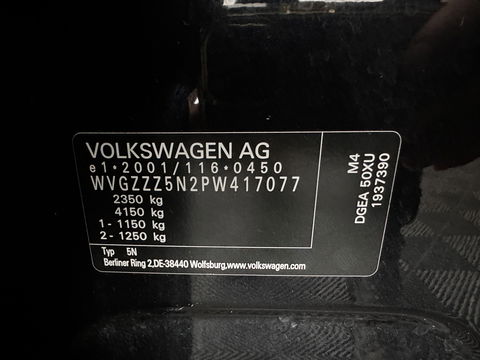 VOLKSWAGEN AG
e1*2001/116*0450
WVGZZZ5N2PW417077
2350 kg
4150 kg
1 - 1150 kg
2 - 1250 kg
Typ 5N
Berliner Ring 2,DE-38440 Wolfsburg,www.volkswagen.com
M4
DGEA 50XU
1937390